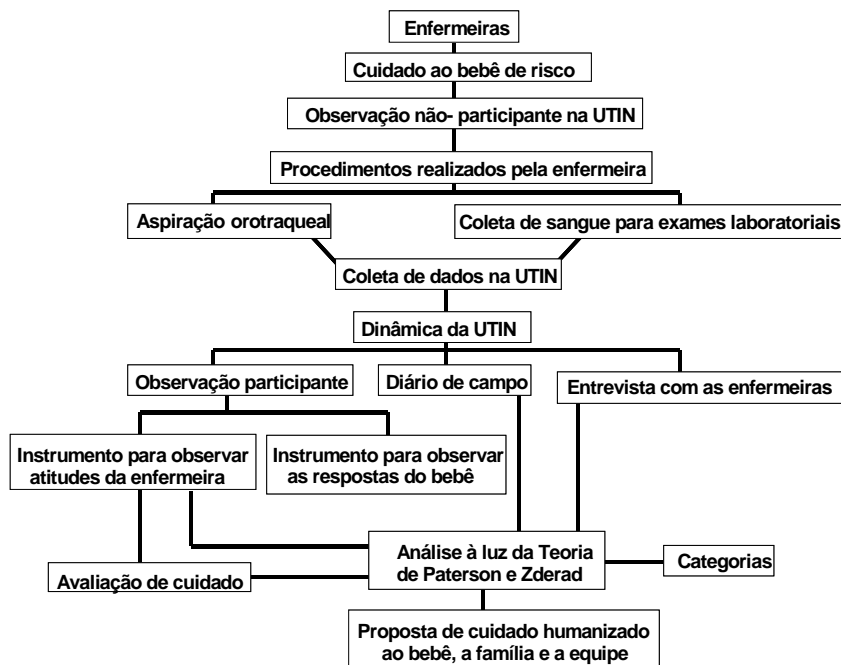 Enfermeiras
Cuidado ao bebê de risco
Observação não- participante na UTIN
Procedimentos realizados pela enfermeira
Aspiração orotraqueal
Coleta de sangue para exames laboratoriais
Coleta de dados na UTIN
Dinâmica da UTIN
Observação participante
Diário de campo
Entrevista com as enfermeiras
Instrumento para observar
atitudes da enfermeira
Instrumento para observar
as respostas do bebê
Análise à luz da Teoria
de Paterson e Zderad
Categorias
Avaliação de cuidado
Proposta de cuidado humanizado
ao bebê, a família e a equipe